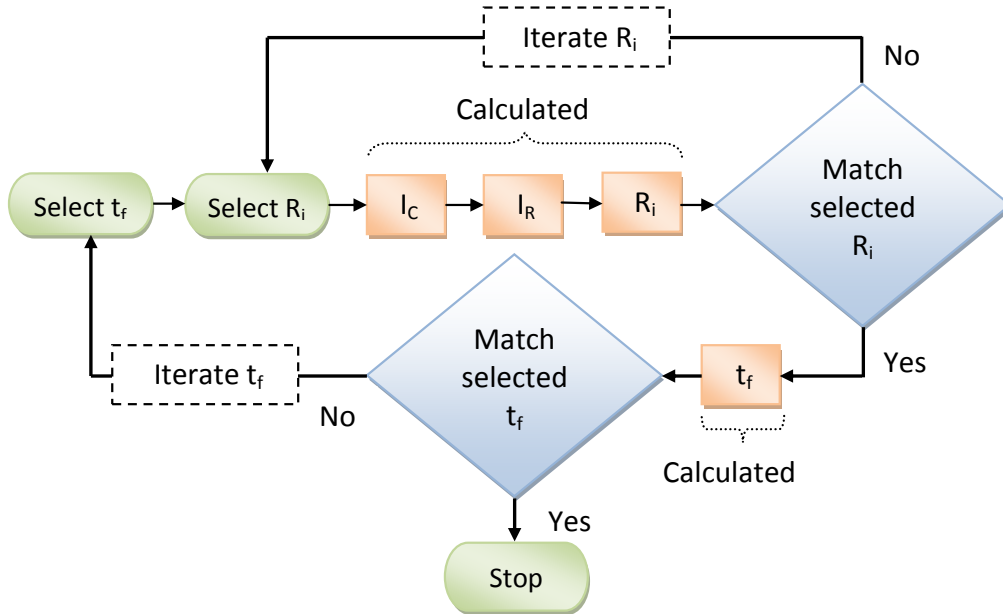 Iterate Rᵢ
No
Calculated
Select t_f
Select Rᵢ
I_C
I_R
Rᵢ
Match
selected
Rᵢ
Yes
t_f
Calculated
Match
selected
t_f
No
Iterate t_f
Yes
Stop